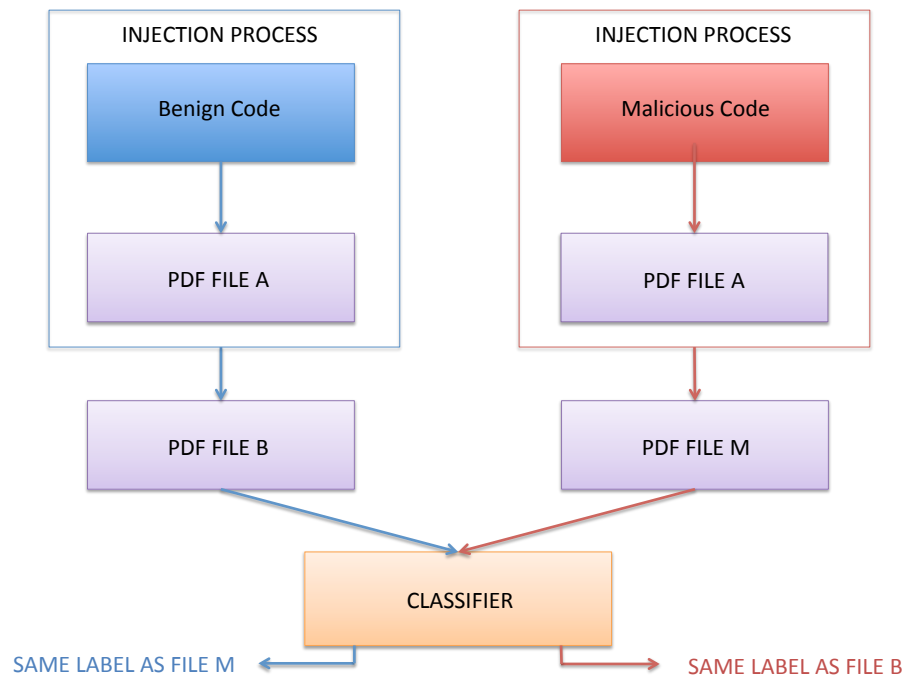 INJECTION PROCESS
Benign Code
PDF FILE A
PDF FILE B
INJECTION PROCESS
Malicious Code
PDF FILE A
PDF FILE M
CLASSIFIER
SAME LABEL AS FILE M
SAME LABEL AS FILE B